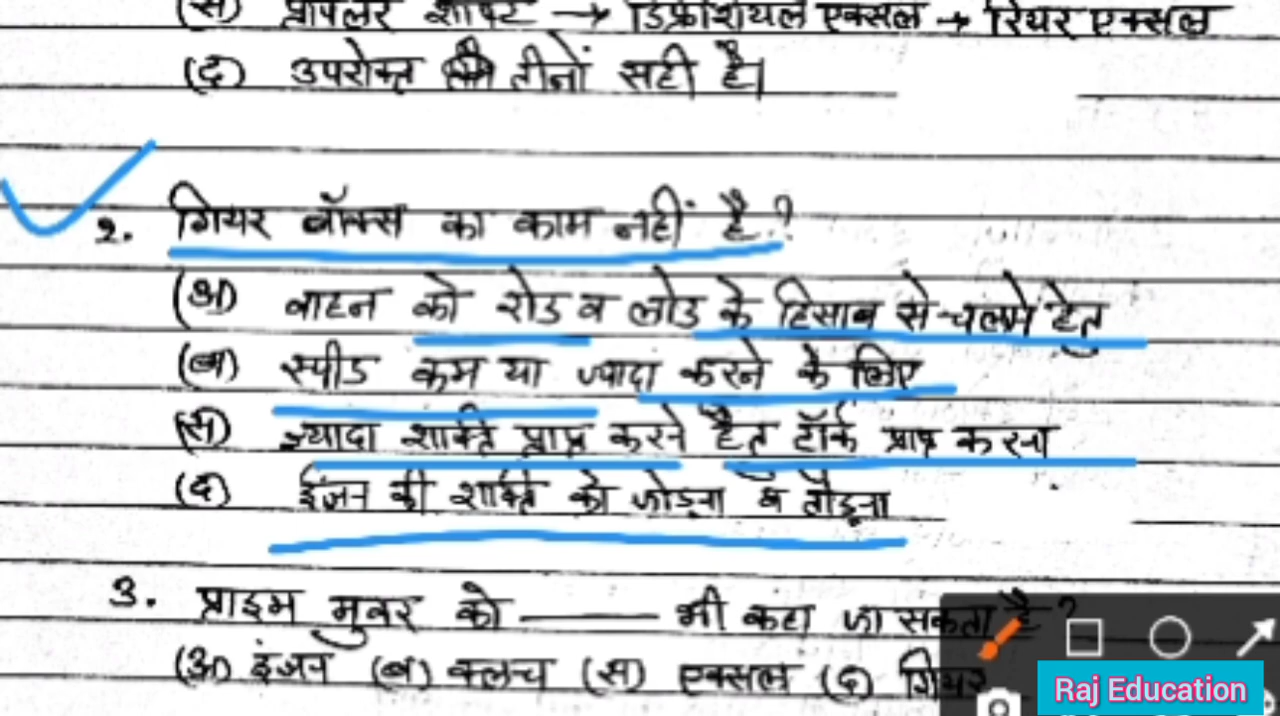 (स) प्रोपेलर शाफ्ट → डिफ्रेंशियल एक्सल → रियर एक्सल
(द) उपरोक्त तीनों सही है।
२. गियर बॉक्स का काम नहीं है?
(अ) वाहन को रोड व लोड के हिसाब से चलाने हेतु
(ब) स्पीड कम या ज्यादा करने के लिए
(स) ज्यादा शक्ति प्राप्त करने हेतु टॉर्क प्राप्त करना
(द) ईंजन की शक्ति को जोड़ना व तोड़ना
3. प्राइम मुवर को ——— भी कहा जा सकता है?
(अ) इंजन (ब) क्लच (स) एक्सल (द) गियर
Raj Education